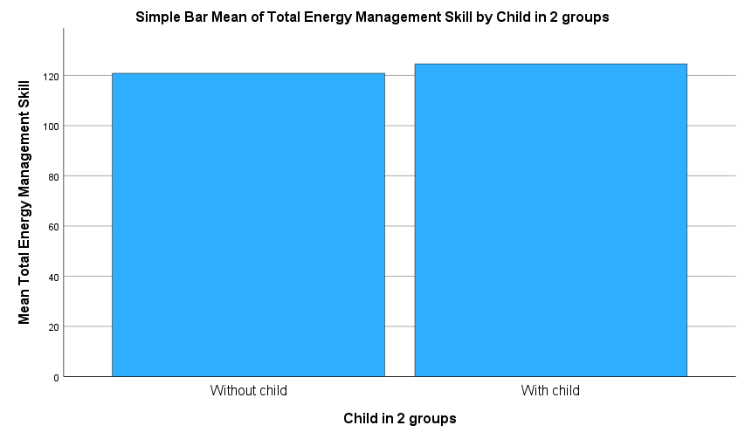 Simple Bar Mean of Total Energy Management Skill by Child in 2 groups
Mean Total Energy Management Skill
120
100
80
60
40
20
0
Without child
With child
Child in 2 groups